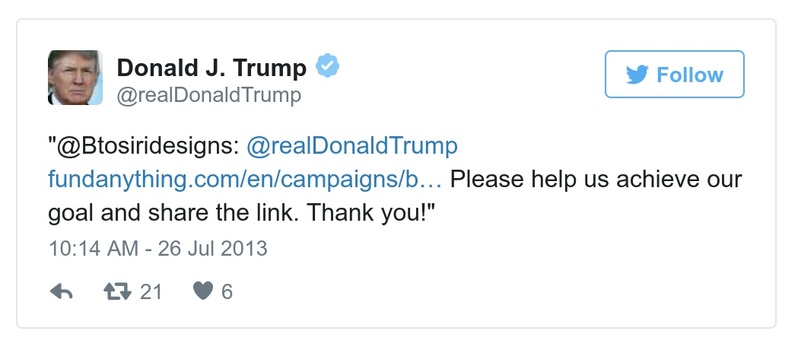 Donald J. Trump
@realDonaldTrump
Follow
"@Btosiridesigns: @realDonaldTrump
fundanything.com/en/campaigns/b… Please help us achieve our
goal and share the link. Thank you!"
10:14 AM - 26 Jul 2013
21 6